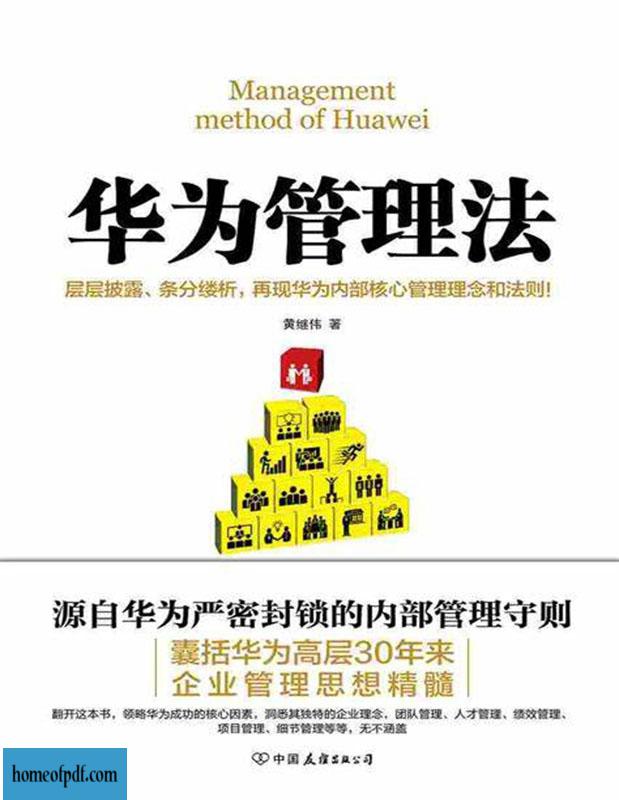 Management
method of Huawei
华为管理法
层层披露、条分缕析，再现华为内部核心管理理念和法则！
黄继伟 著
源自华为严密封锁的内部管理守则
囊括华为高层30年来
企业管理思想精髓
翻开这本书，领略华为成功的核心因素，洞悉其独特的企业理念，团队管理、人才管理、绩效管理、
项目管理、细节管理等等，无不涵盖
中国友谊出版公司
homeofpdf.com